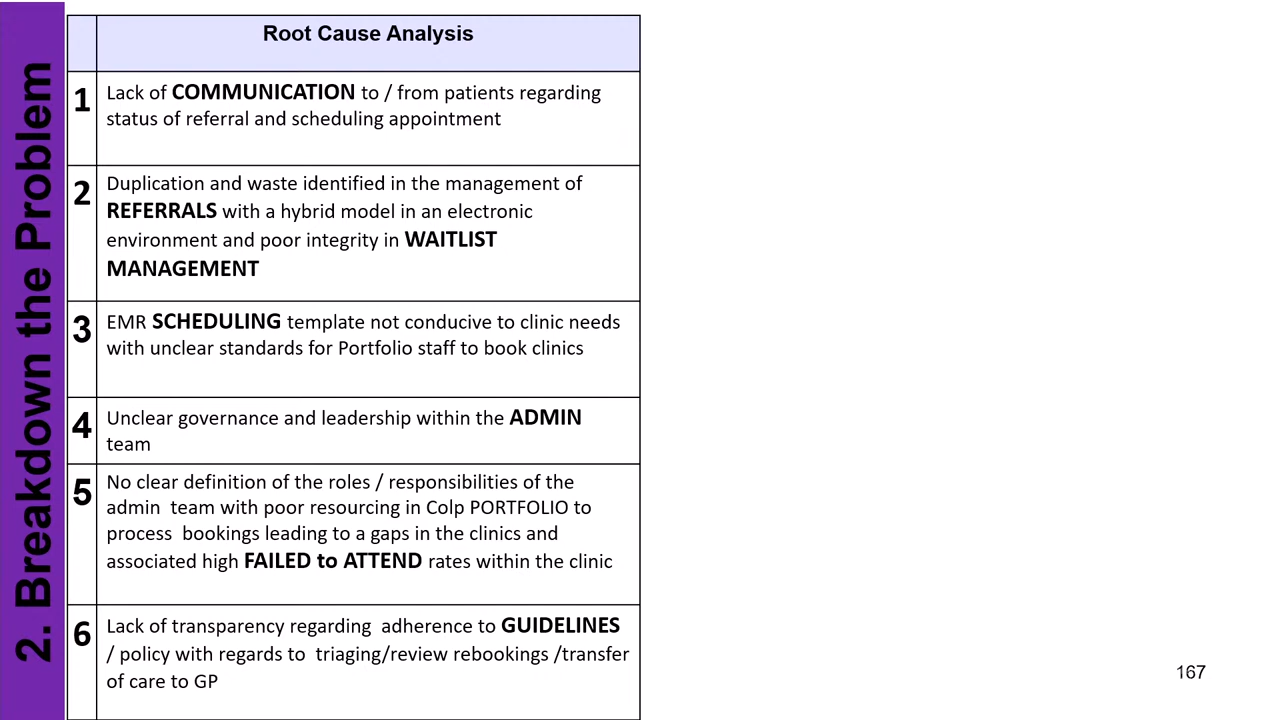 2. Breakdown the Problem
Root Cause Analysis
1
Lack of COMMUNICATION to / from patients regarding
status of referral and scheduling appointment
2
Duplication and waste identified in the management of
REFERRALS with a hybrid model in an electronic
environment and poor integrity in WAITLIST
MANAGEMENT
3
EMR SCHEDULING template not conducive to clinic needs
with unclear standards for Portfolio staff to book clinics
4
Unclear governance and leadership within the ADMIN
team
5
No clear definition of the roles / responsibilities of the
admin  team with poor resourcing in Colp PORTFOLIO to
process  bookings leading to a gaps in the clinics and
associated high FAILED to ATTEND rates within the clinic
6
Lack of transparency regarding  adherence to GUIDELINES
/ policy with regards to  triaging/review rebookings /transfer
of care to GP
167